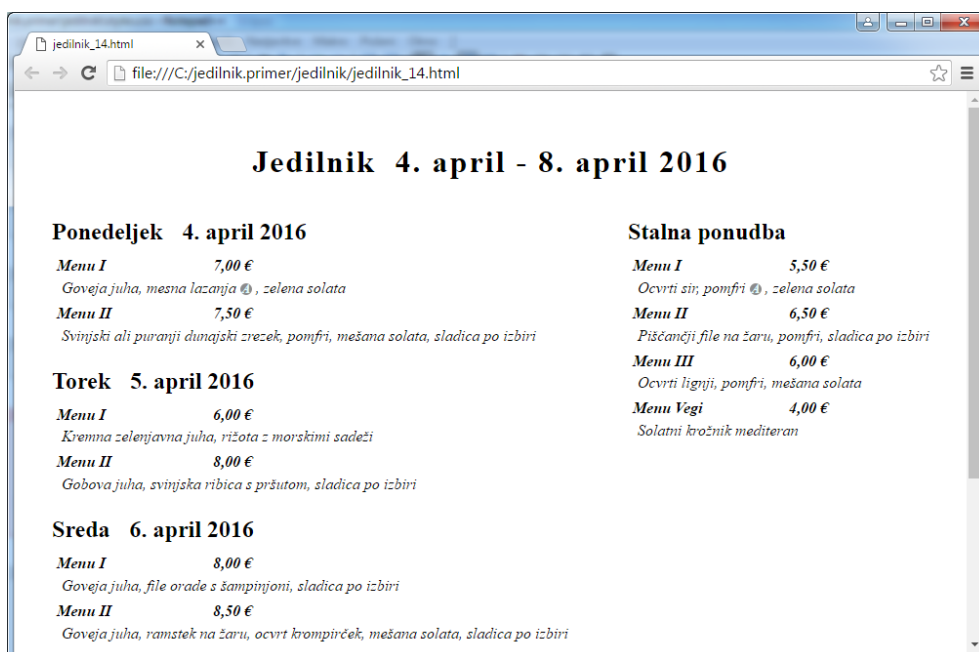 jedilnik_14.html
file:///C:/jedilnik.primer/jedilnik/jedilnik_14.html
Jedilnik 4. april - 8. april 2016
Ponedeljek 4. april 2016
Menu I 7,00 €
Goveja juha, mesna lazanja , zelena solata
Menu II 7,50 €
Svinjski ali puranji dunajski zrezek, pomfri, mešana solata, sladica po izbiri
Torek 5. april 2016
Menu I 6,00 €
Kremna zelenjavna juha, rižota z morskimi sadeži
Menu II 8,00 €
Gobova juha, svinjska ribica s pršutom, sladica po izbiri
Sreda 6. april 2016
Menu I 8,00 €
Goveja juha, file orade s šampinjoni, sladica po izbiri
Menu II 8,50 €
Goveja juha, ramstek na žaru, ocvrt krompirček, mešana solata, sladica po izbiri
Stalna ponudba
Menu I 5,50 €
Ocvrti sir, pomfri , zelena solata
Menu II 6,50 €
Piščančji file na žaru, pomfri, sladica po izbiri
Menu III 6,00 €
Ocvrti lignji, pomfri, mešana solata
Menu Vegi 4,00 €
Solatni krožnik mediteran